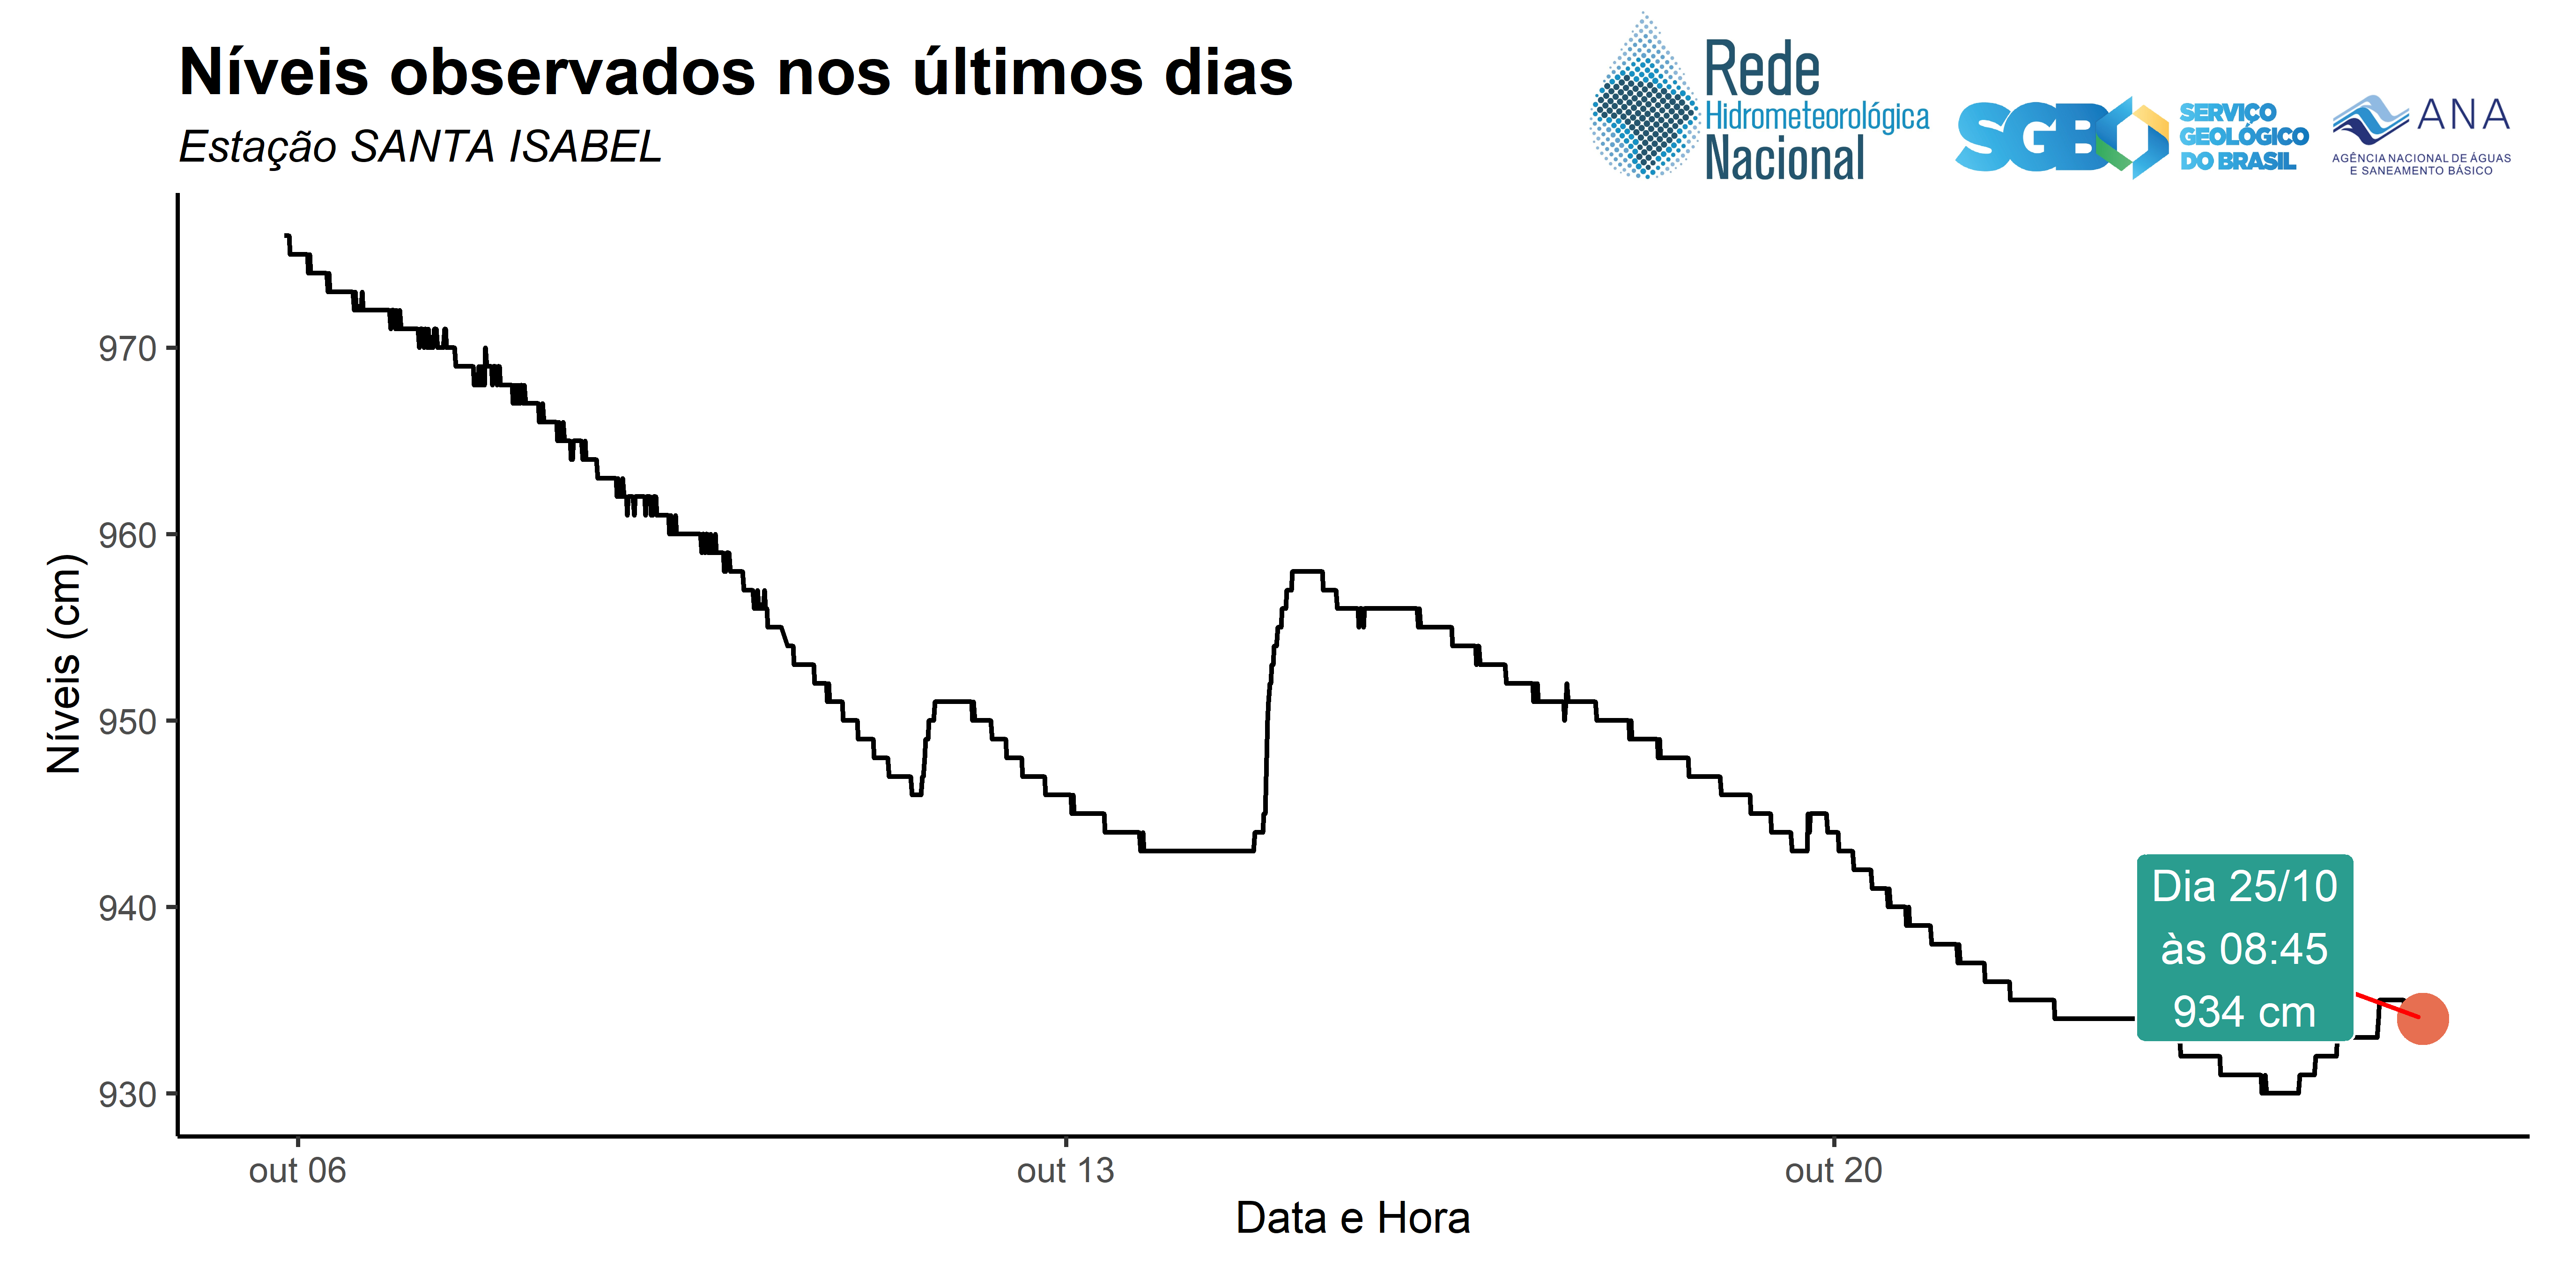 Níveis observados nos últimos dias
Estação SANTA ISABEL
Rede
Hidrometeorológica
Nacional
SGB
SERVIÇO
GEOLÓGICO
DO BRASIL
ANA
AGÊNCIA NACIONAL DE ÁGUAS
E SANEAMENTO BÁSICO
Níveis (cm)
970
960
950
940
930
Dia 25/10
às 08:45
934 cm
out 06
out 13
out 20
Data e Hora